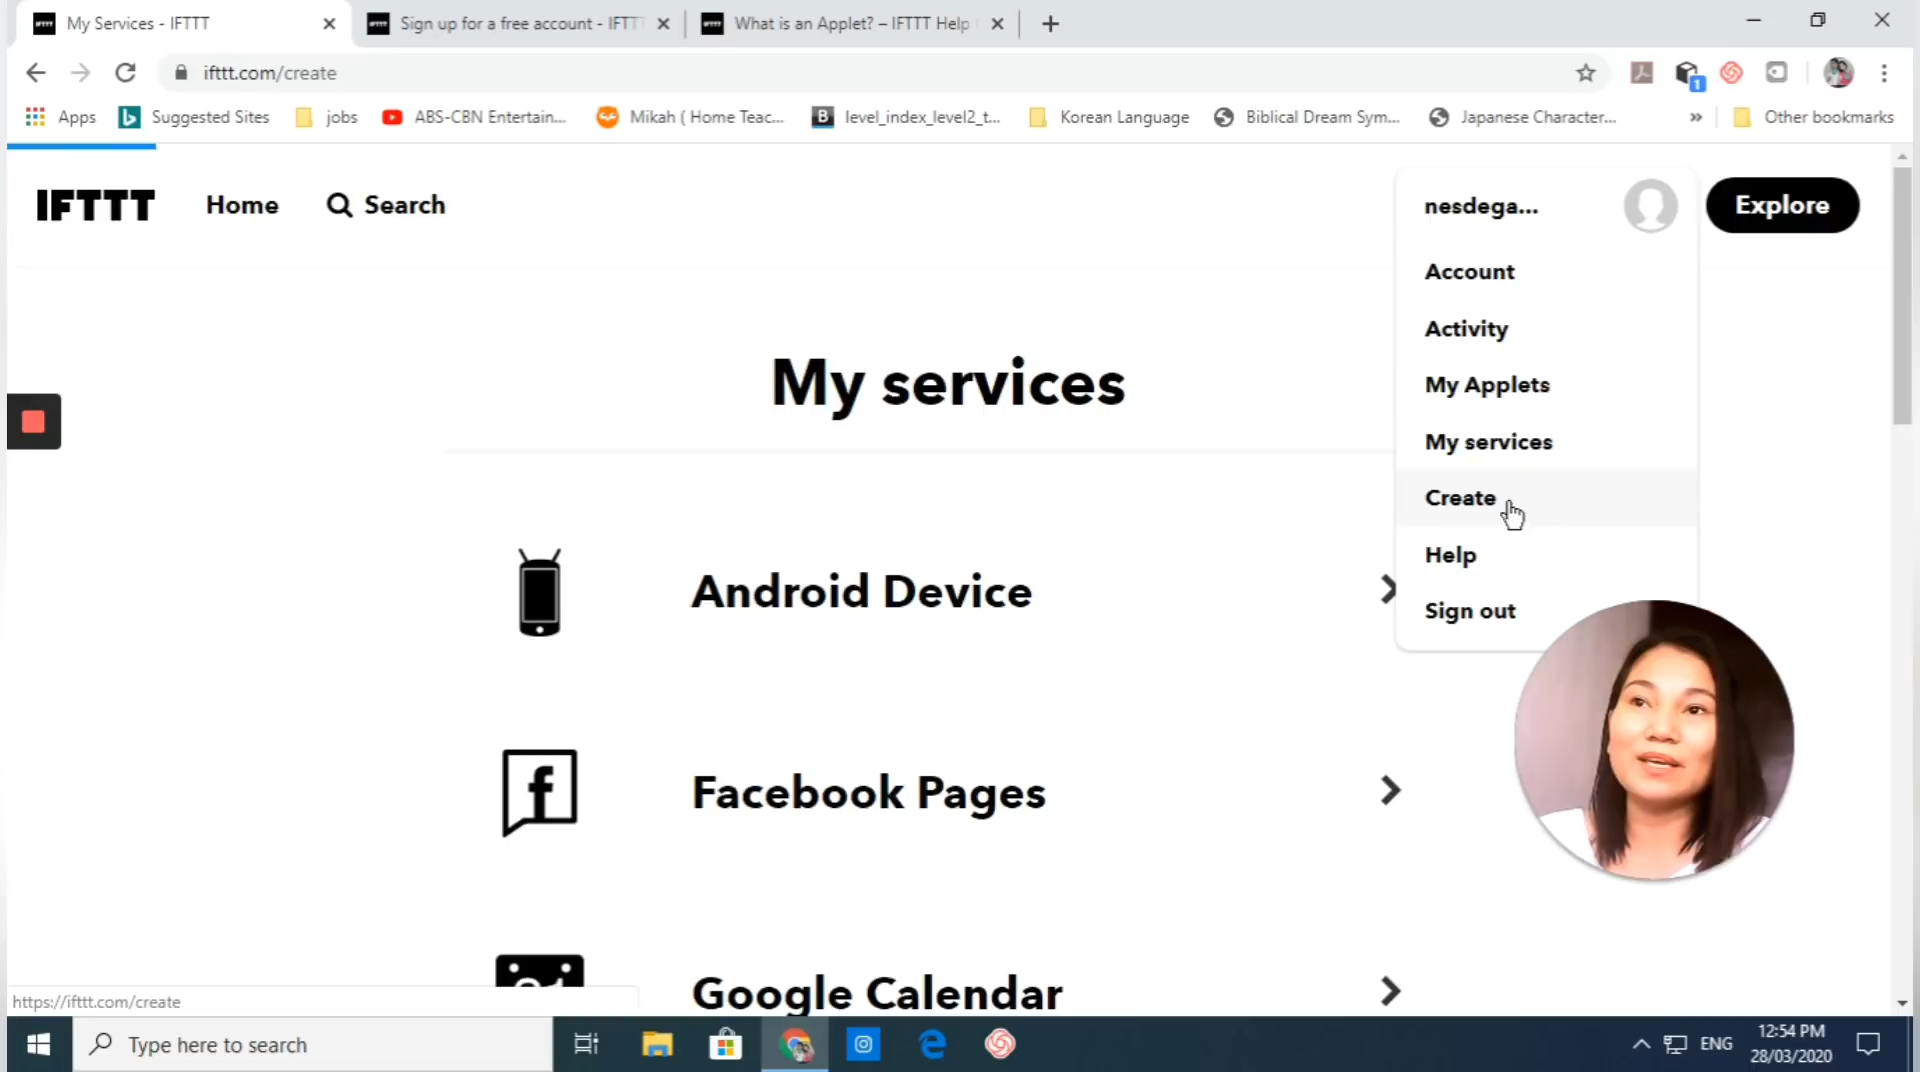 My Services - IFTTT
Sign up for a free account - IFTTT
What is an Applet? – IFTTT Help
ifttt.com/create
1
Apps
Suggested Sites
jobs
ABS-CBN Entertain...
Mikah ( Home Teac...
B
level_index_level2_t...
Korean Language
Biblical Dream Sym...
Japanese Character...
»
Other bookmarks
IFTTT
Home
Search
nesdega...
Explore
Account
Activity
My Applets
My services
Create
Help
Sign out
My services
Android Device
Facebook Pages
Google Calendar
https://ifttt.com/create
Type here to search
ENG
12:54 PM
28/03/2020